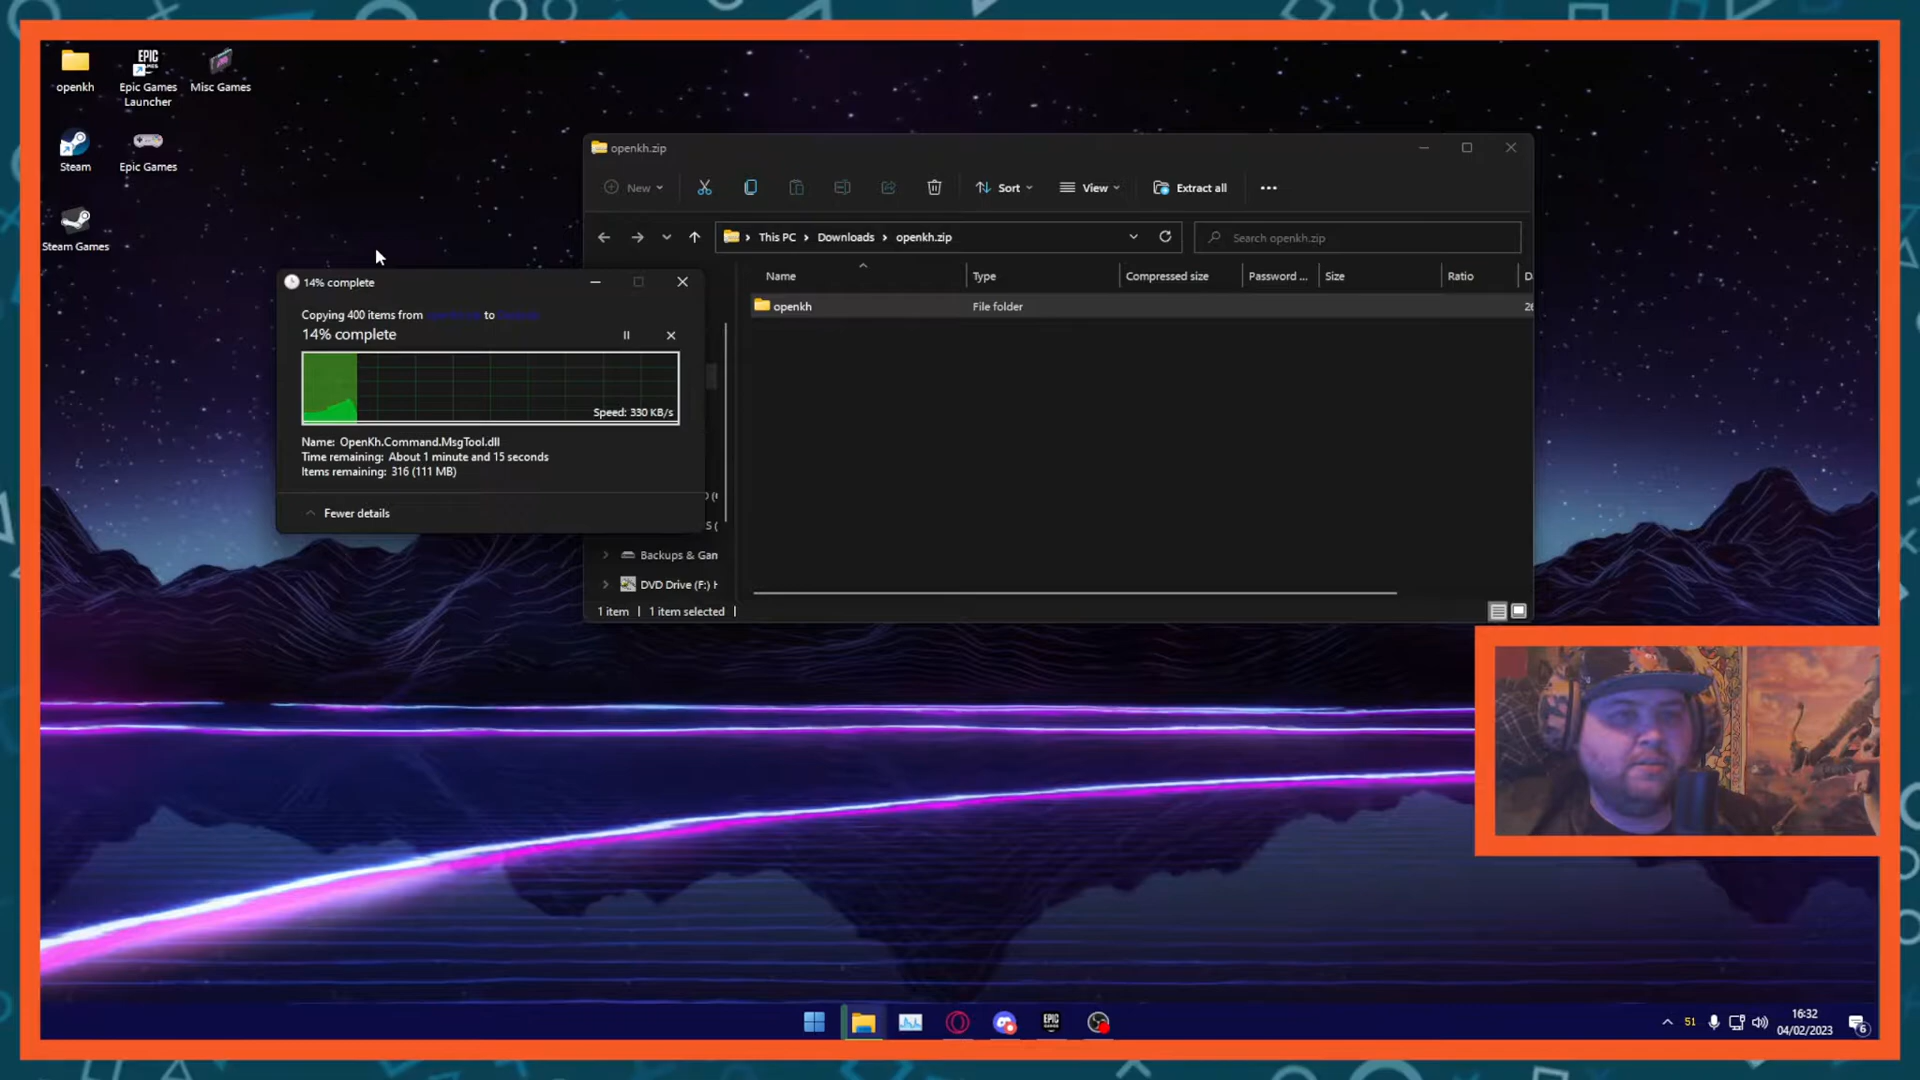 openkh
EPIC
GAMES
Epic Games
Launcher
Misc Games
Steam
Epic Games
Steam Games
openkh.zip
New
Sort
View
Extract all
This PC
Downloads
openkh.zip
Search openkh.zip
Name
Type
Compressed size
Password ...
Size
Ratio
D
openkh
File folder
26
14% complete
Copying 400 items from
to
14% complete
Speed: 330 KB/s
Name: OpenKh.Command.MsgTool.dll
Time remaining: About 1 minute and 15 seconds
Items remaining: 316 (111 MB)
Fewer details
Backups & Gan
DVD Drive (F:) H
1 item
1 item selected
EPIC
51
16:32
04/02/2023
6